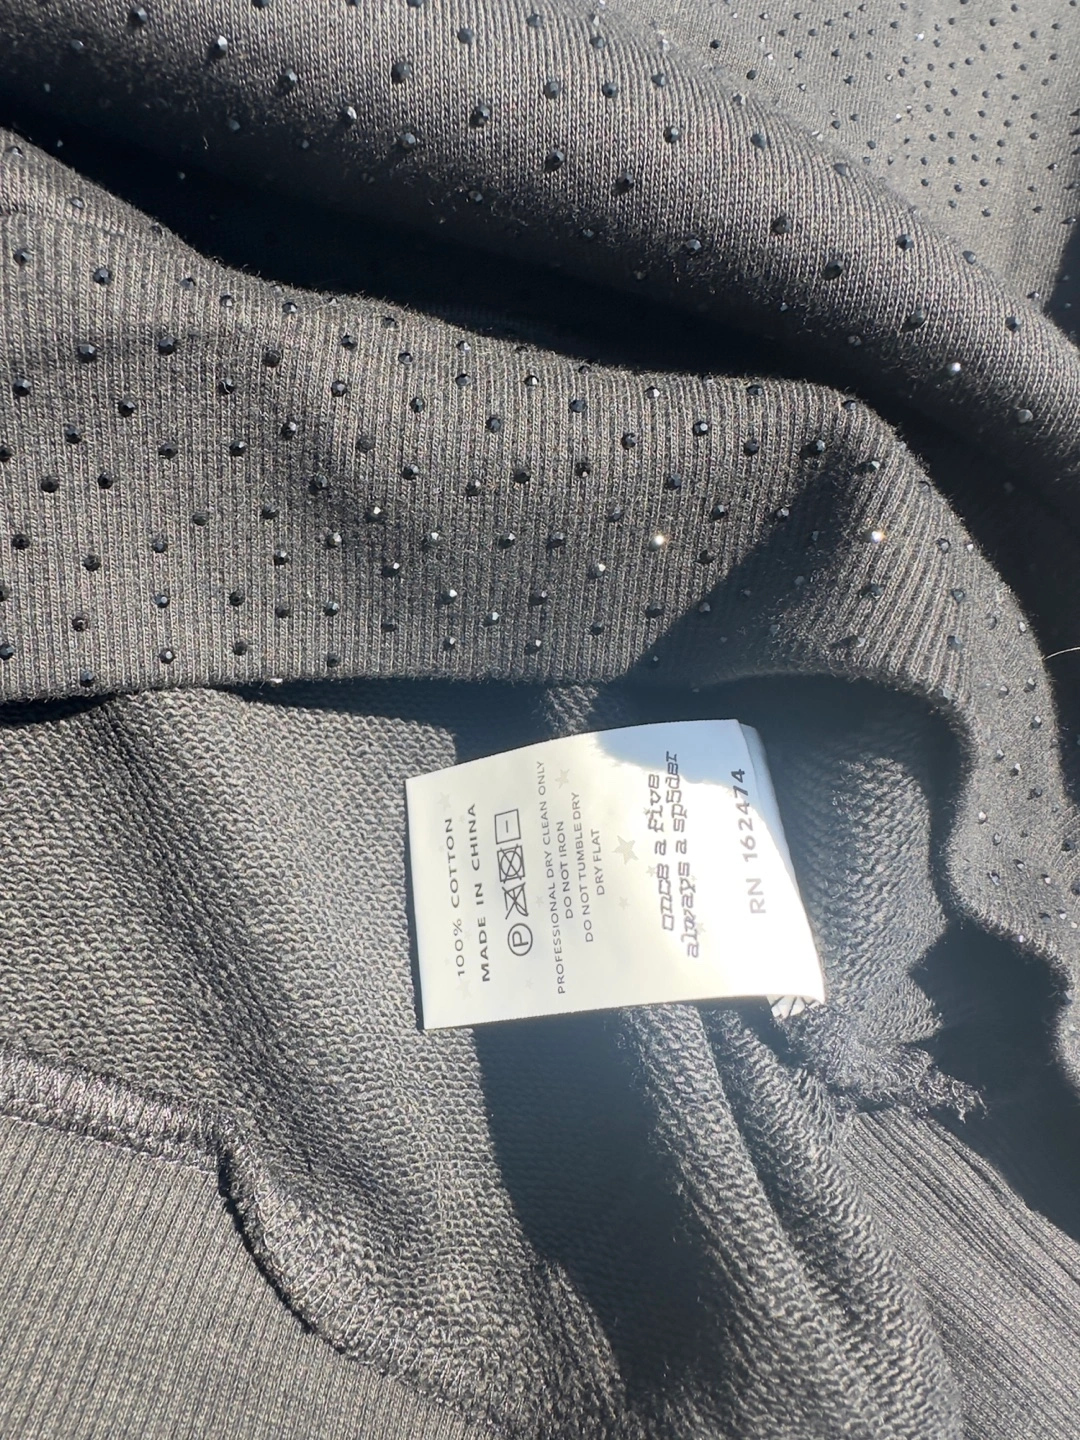 100% COTTON
MADE IN CHINA
P
PROFESSIONAL DRY CLEAN ONLY
DO NOT IRON
DO NOT TUMBLE DRY
DRY FLAT
once a five
always a sp5der
RN 162474